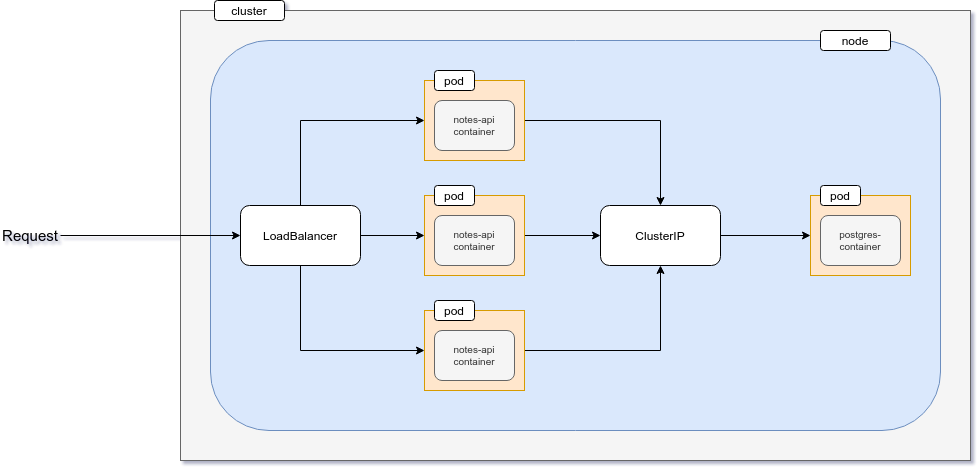 cluster
node
pod
notes-api
container
Request
LoadBalancer
pod
notes-api
container
ClusterIP
pod
postgres-
container
pod
notes-api
container